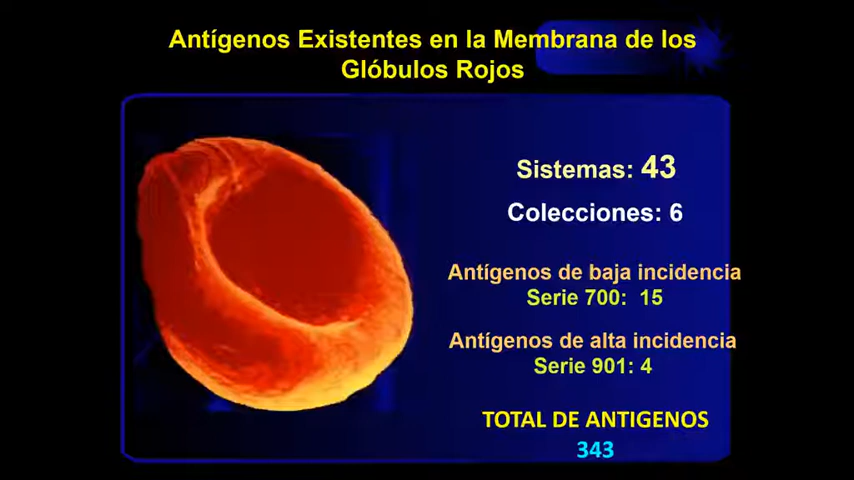 Antígenos Existentes en la Membrana de los
Glóbulos Rojos
Sistemas: 43
Colecciones: 6
Antígenos de baja incidencia
Serie 700: 15
Antígenos de alta incidencia
Serie 901: 4
TOTAL DE ANTIGENOS
343